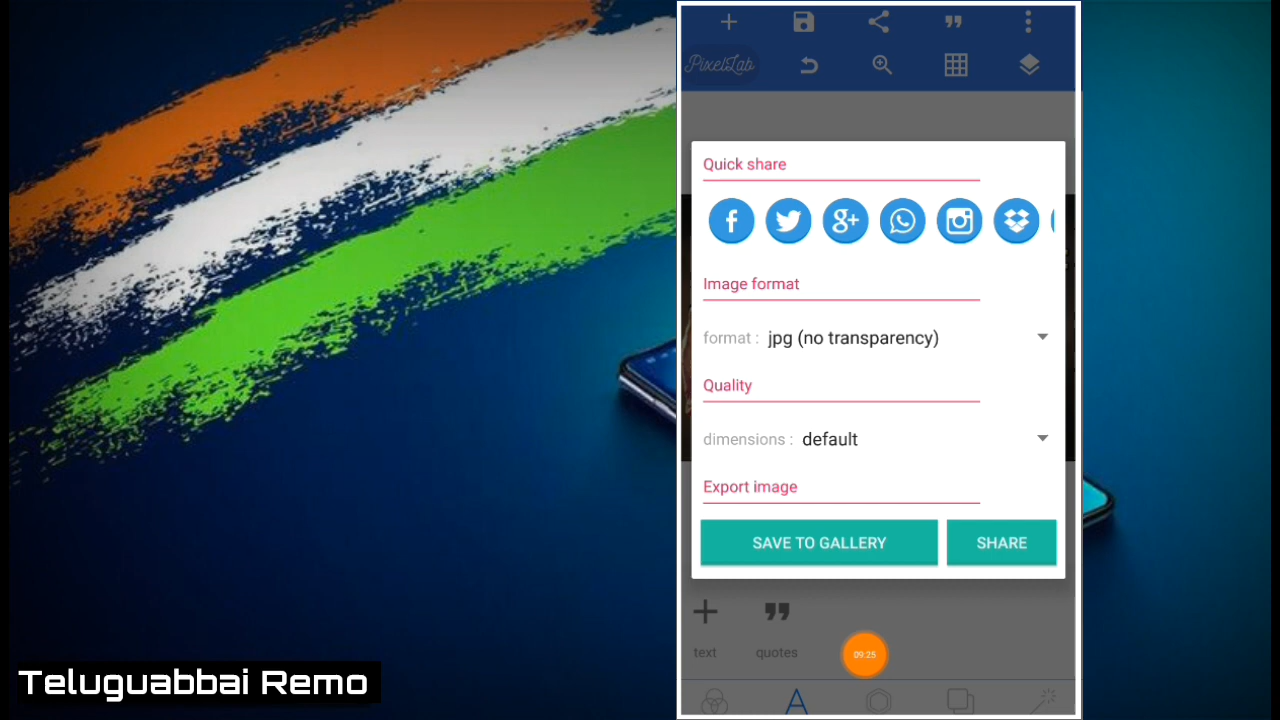 PixelLab
Quick share
Image format
format : jpg (no transparency)
Quality
dimensions : default
Export image
SAVE TO GALLERY SHARE
text quotes
09:25
Teluguabbai Remo